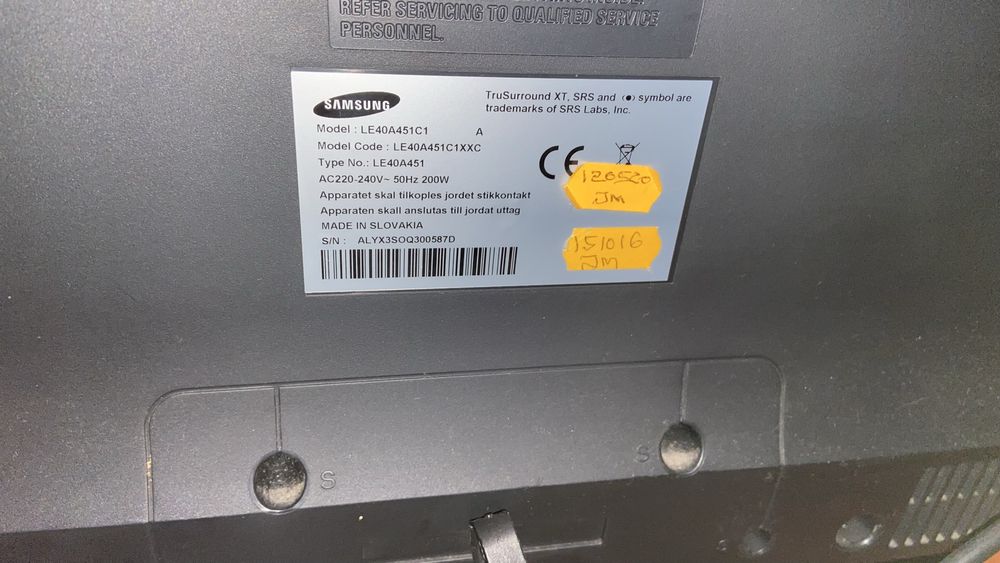 REFER SERVICING TO QUALIFIED SERVICE
PERSONNEL.
SAMSUNG
TruSurround XT, SRS and (●) symbol are
trademarks of SRS Labs, Inc.
Model : LE40A451C1 A
Model Code : LE40A451C1XXC
Type No.: LE40A451
AC220-240V~ 50Hz 200W
Apparatet skal tilkoples jordet stikkontakt
Apparaten skall anslutas till jordat uttag
MADE IN SLOVAKIA
S/N : ALYX3SOQ300587D
CE
120520
JM
151016
JM
S
S